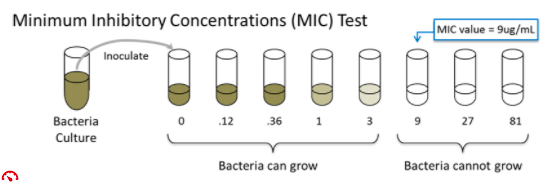 Minimum Inhibitory Concentrations (MIC) Test
MIC value = 9ug/mL
Inoculate
Bacteria
Culture
0 .12 .36 1 3 9 27 81
Bacteria can grow Bacteria cannot grow